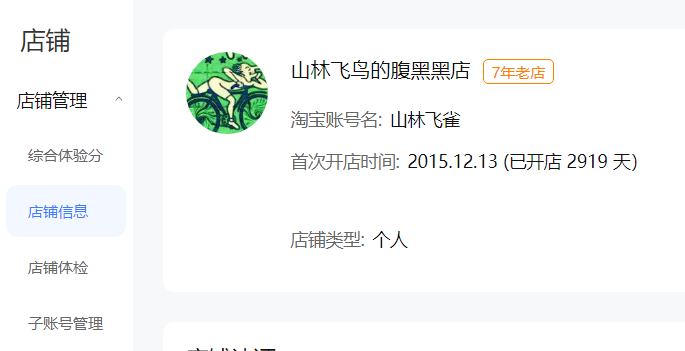 店铺
店铺管理
综合体验分
店铺信息
店铺体检
子账号管理
山林飞鸟的腹黑黑店 7年老店
淘宝账号名: 山林飞雀
首次开店时间: 2015.12.13 (已开店 2919 天)
店铺类型: 个人